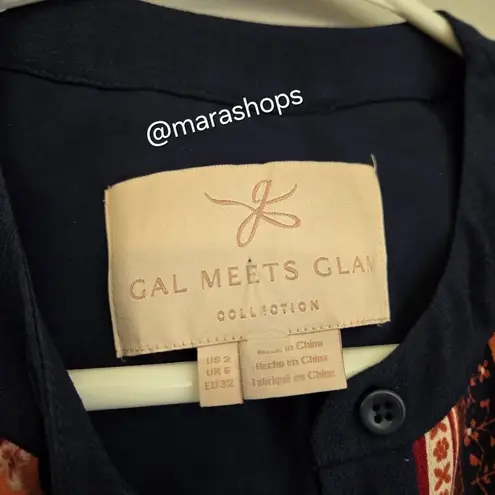 @marashops
GAL MEETS GLAM
COLLECTION
US 2
UK 6
EU 32
Made in China
Hecho en China
Fabriqué en Chine